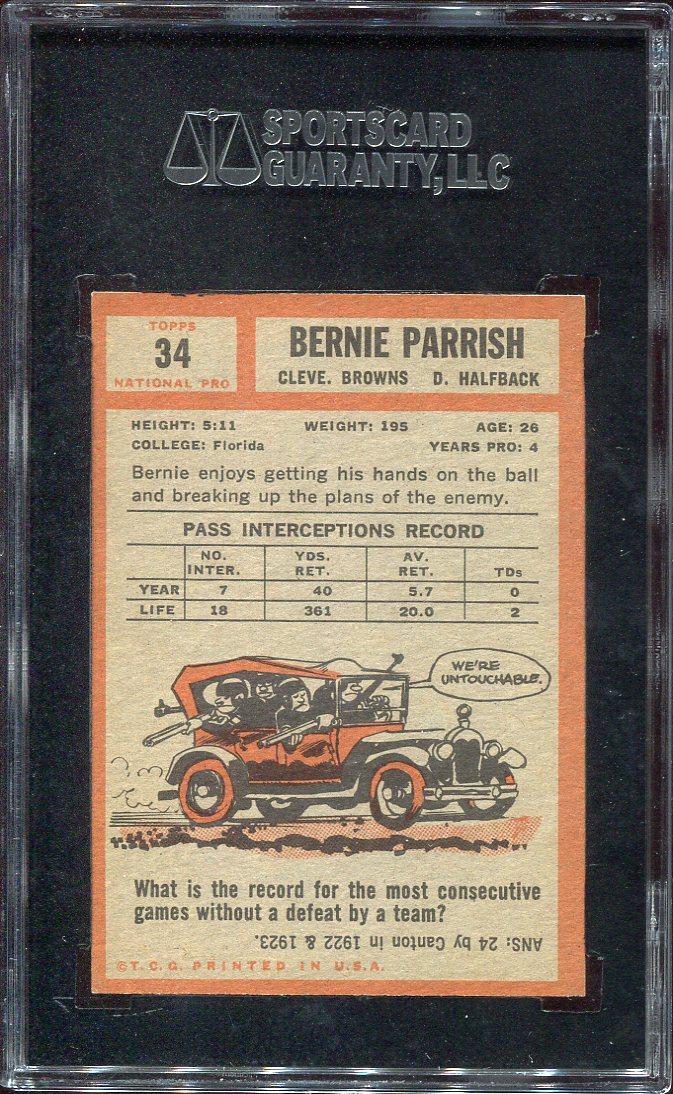 SPORTSCARD
GUARANTY, LLC
TOPPS
34
NATIONAL PRO
BERNIE PARRISH
CLEVE. BROWNS D. HALFBACK
HEIGHT: 5:11 WEIGHT: 195 AGE: 26
COLLEGE: Florida YEARS PRO: 4
Bernie enjoys getting his hands on the ball
and breaking up the plans of the enemy.
PASS INTERCEPTIONS RECORD
NO. INTER. YDS. RET. AV. RET. TDs
YEAR 7 40 5.7 0
LIFE 18 361 20.0 2
WE'RE
UNTOUCHABLE.
What is the record for the most consecutive
games without a defeat by a team?
ANS: 24 by Canton in 1922 & 1923.
©T.C.G. PRINTED IN U.S.A.